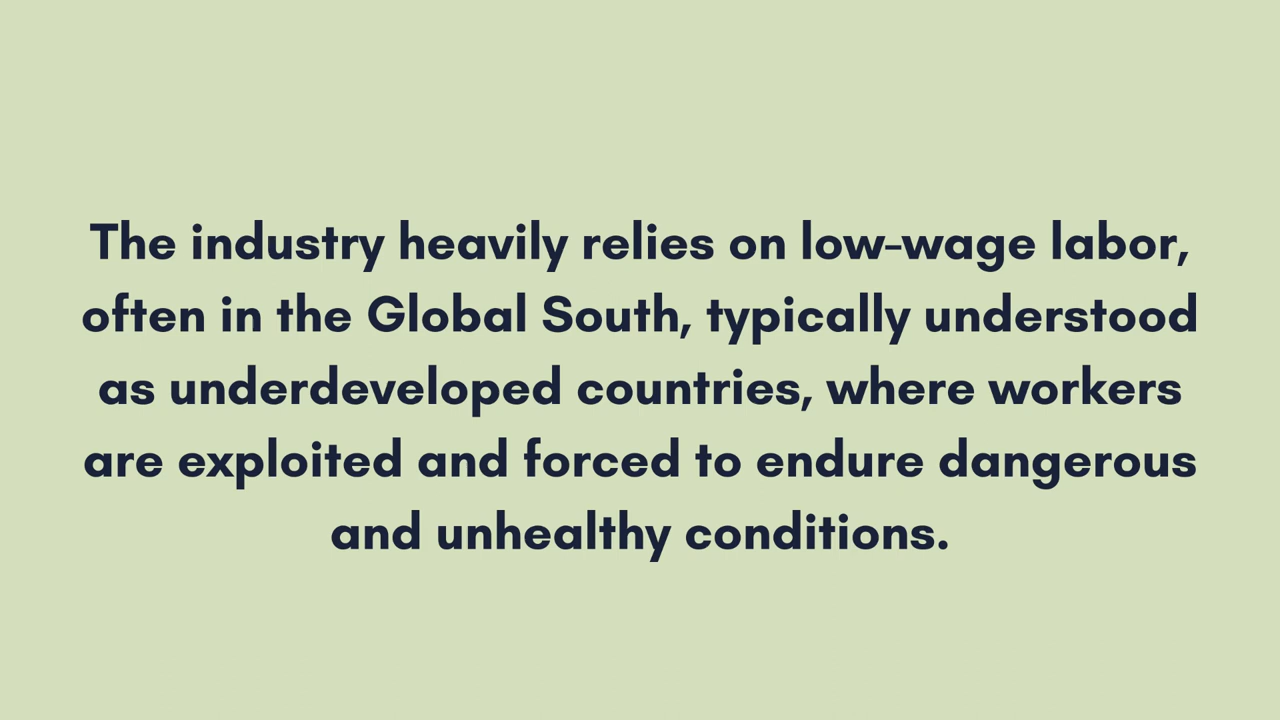 The industry heavily relies on low-wage labor,
often in the Global South, typically understood
as underdeveloped countries, where workers
are exploited and forced to endure dangerous
and unhealthy conditions.